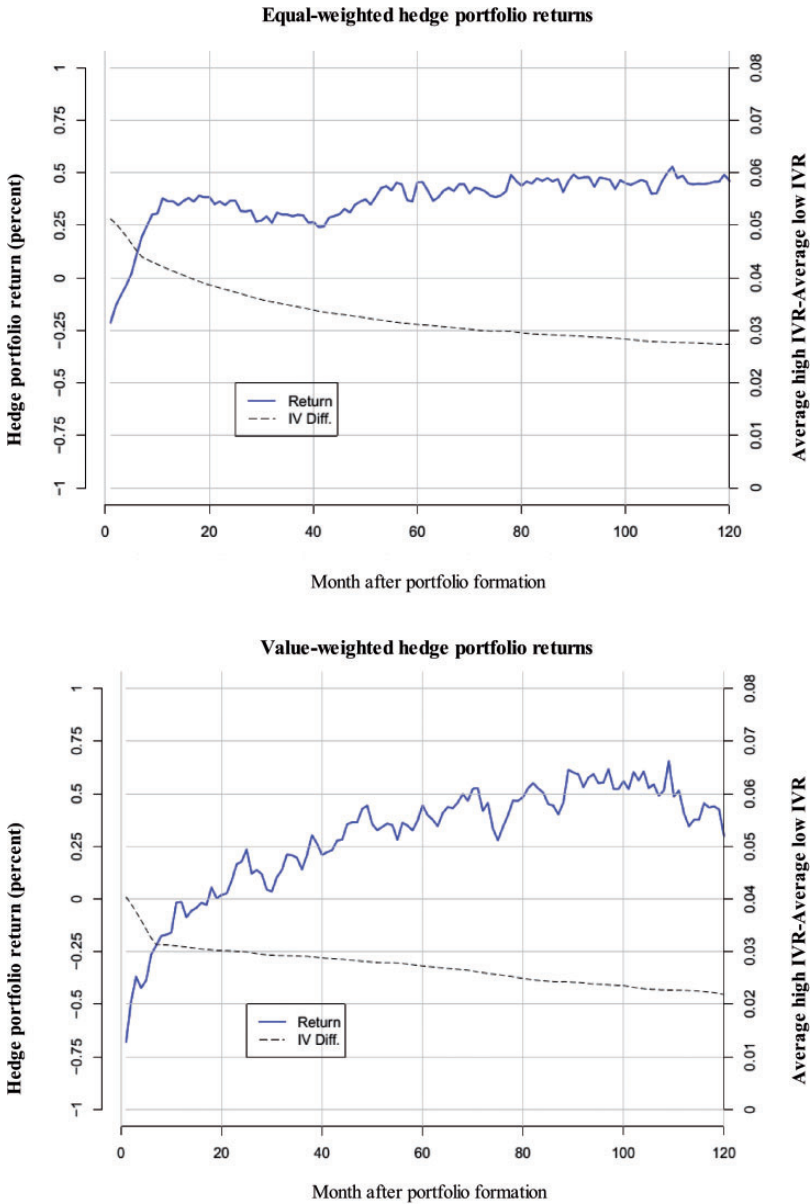 Equal-weighted hedge portfolio returns
Hedge portfolio return (percent)
1
0.75
0.5
0.25
0
−0.25
−0.5
−0.75
−1
Return
IV Diff.
0.08
0.07
0.06
0.05
0.04
0.03
0.02
0.01
0
Average high IVR-Average low IVR
0 20 40 60 80 100 120
Month after portfolio formation
Value-weighted hedge portfolio returns
Hedge portfolio return (percent)
1
0.75
0.5
0.25
0
−0.25
−0.5
−0.75
−1
Return
IV Diff.
0.08
0.07
0.06
0.05
0.04
0.03
0.02
0.01
0
Average high IVR-Average low IVR
0 20 40 60 80 100 120
Month after portfolio formation